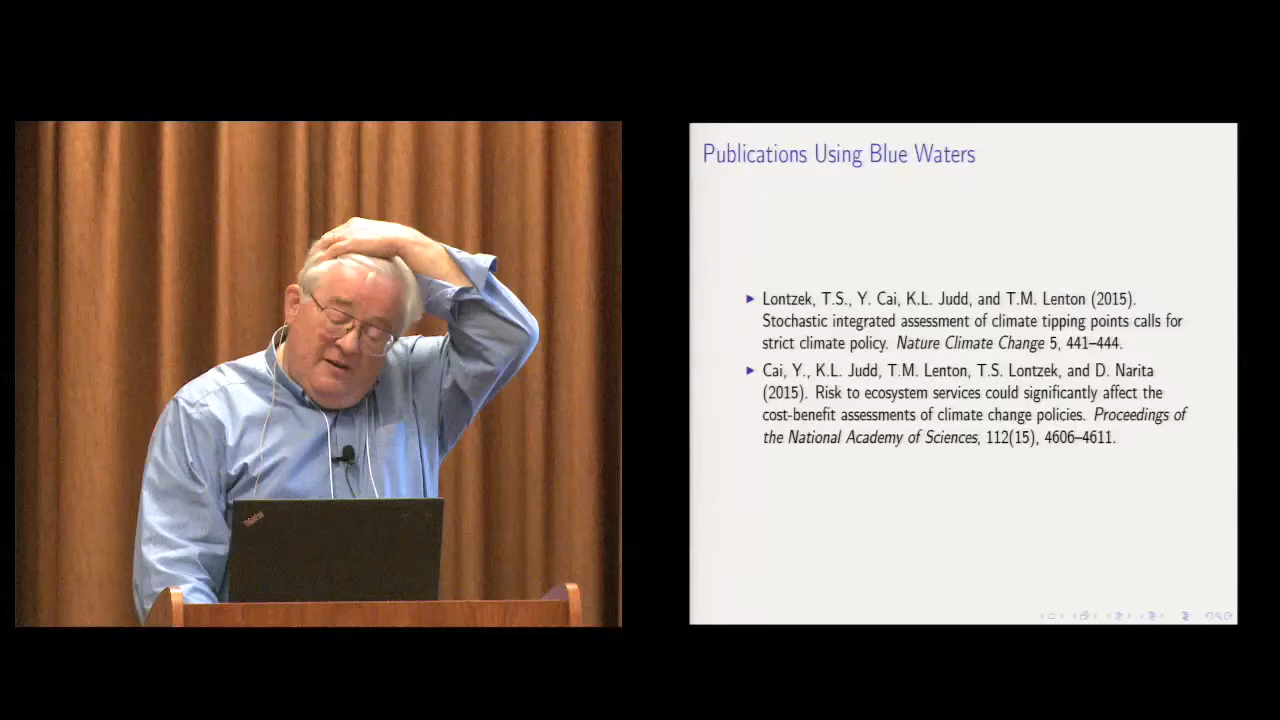 Publications Using Blue Waters
▶ Lontzek, T.S., Y. Cai, K.L. Judd, and T.M. Lenton (2015).
Stochastic integrated assessment of climate tipping points calls for
strict climate policy. Nature Climate Change 5, 441–444.
▶ Cai, Y., K.L. Judd, T.M. Lenton, T.S. Lontzek, and D. Narita
(2015). Risk to ecosystem services could significantly affect the
cost-benefit assessments of climate change policies. Proceedings of
the National Academy of Sciences, 112(15), 4606–4611.
ThinkPad